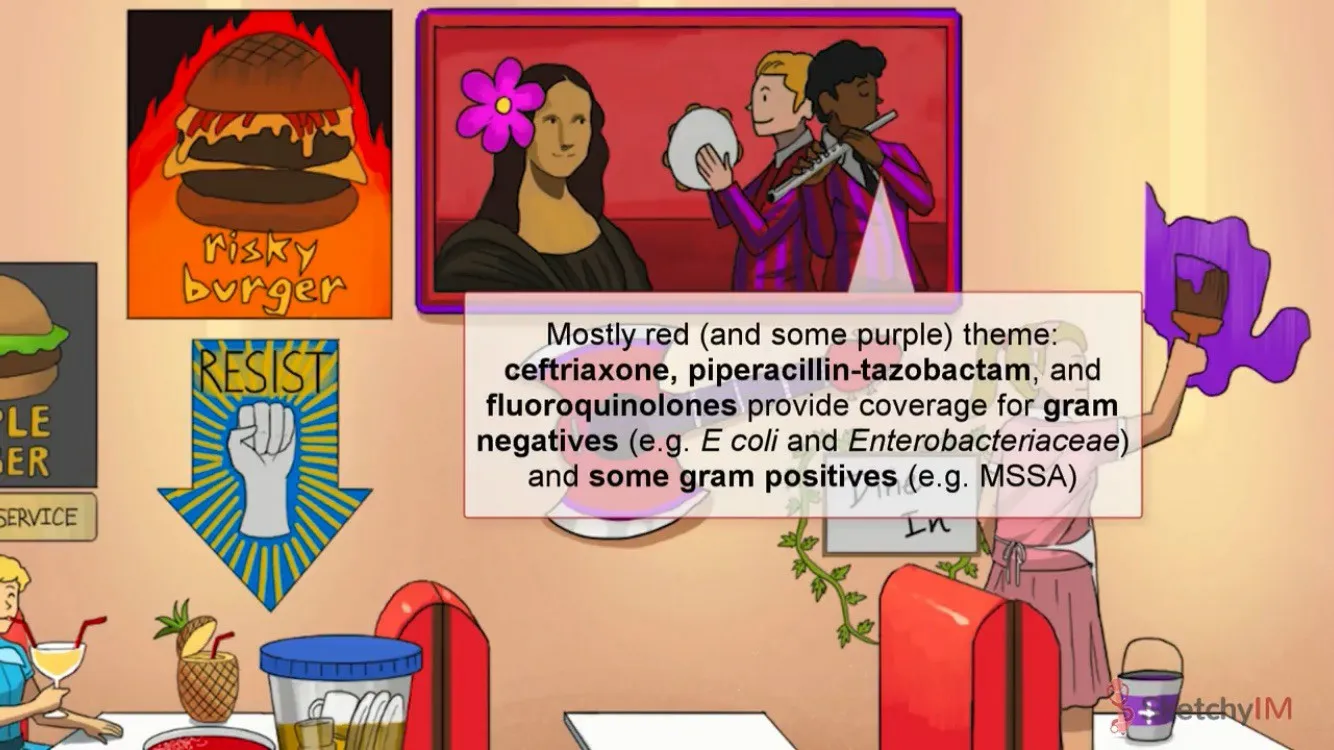 risky
burger
RESIST
PLE
ER
SERVICE
Mostly red (and some purple) theme:
ceftriaxone, piperacillin-tazobactam, and
fluoroquinolones provide coverage for gram
negatives (e.g. E coli and Enterobacteriaceae)
and some gram positives (e.g. MSSA)
Dine
In
SketchyIM